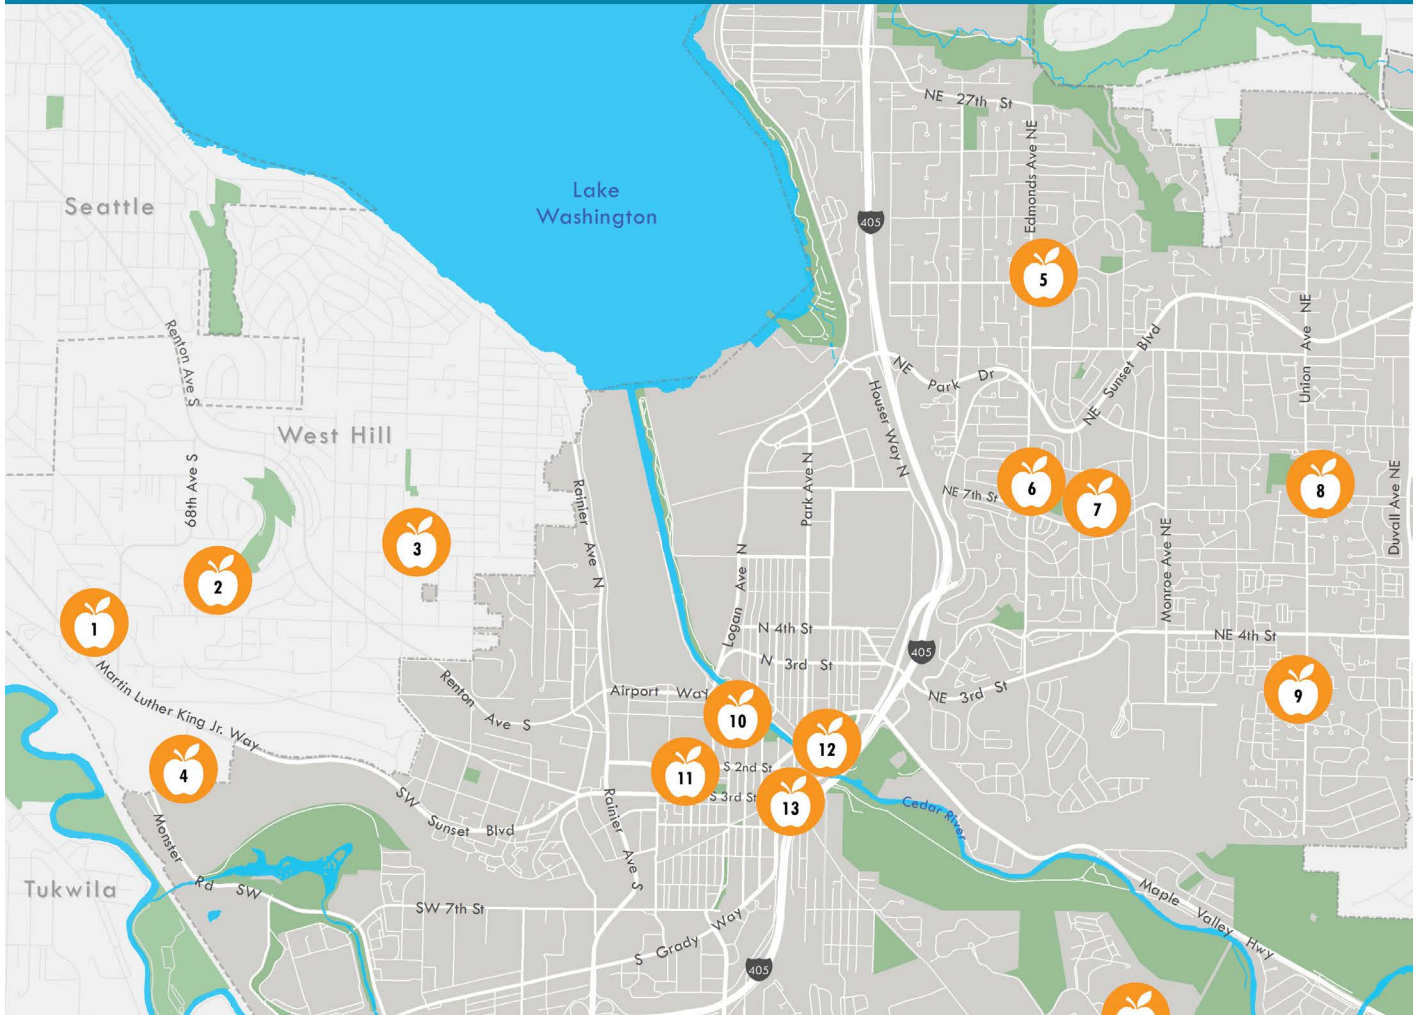 NE 27th St
Edmonds Ave NE
Seattle
Lake
Washington
405
5
Renton Ave S
NE Sunset Blvd
Union Ave NE
NE Park Dr
Houser Way N
West Hill
68th Ave S
Rainier Ave N
Park Ave N
NE 7th St
6
7
8
Duvall Ave NE
Monroe Ave NE
3
2
1
Logan Ave N
N 4th St
N 3rd St
405
NE 4th St
NE 3rd St
9
Martin Luther King Jr. Way
Renton Ave S
Airport Way
10
12
4
11
S 2nd St
S 3rd St
13
SW Sunset Blvd
Rainier Ave S
Cedar River
Monster Rd SW
Tukwila
SW 7th St
S Grady Way
Maple Valley Hwy
405